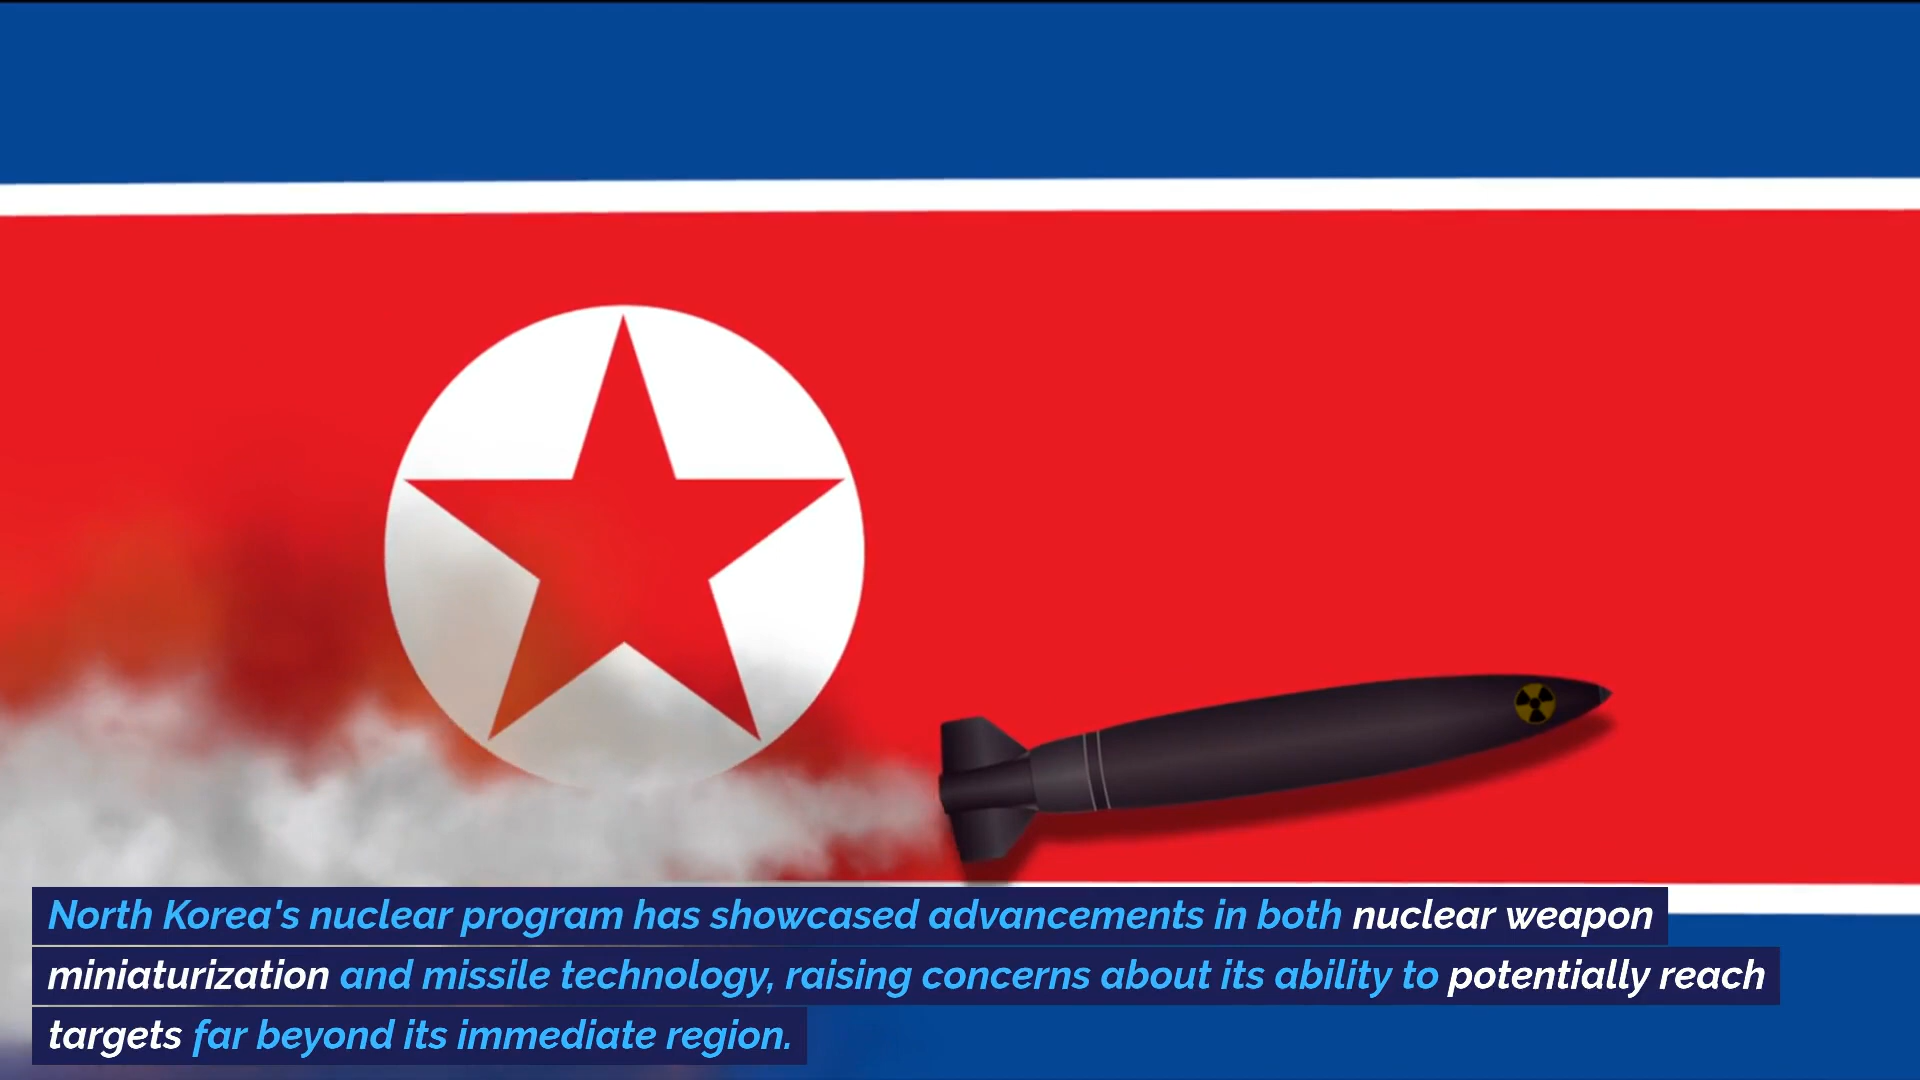 North Korea's nuclear program has showcased advancements in both nuclear weapon
miniaturization and missile technology, raising concerns about its ability to potentially reach
targets far beyond its immediate region.